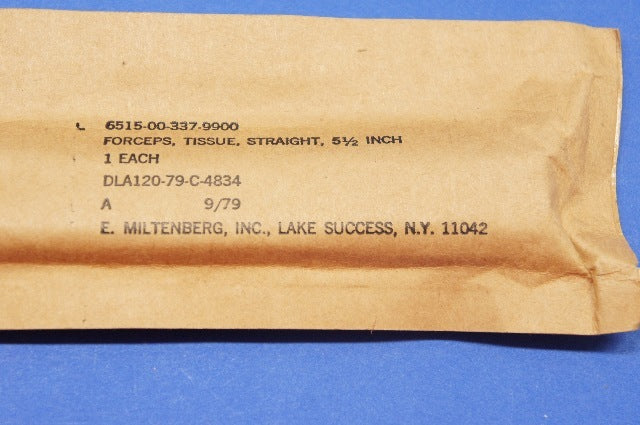 6515-00-337-9900
FORCEPS, TISSUE, STRAIGHT, 5½ INCH
1 EACH
DLA120-79-C-4834
A 9/79
E. MILTENBERG, INC., LAKE SUCCESS, N.Y. 11042